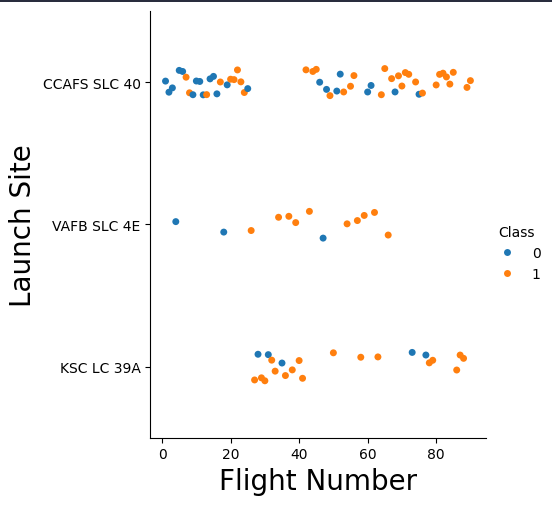 CCAFS SLC 40
VAFB SLC 4E
KSC LC 39A
Launch Site
0 20 40 60 80
Flight Number
Class
0
1